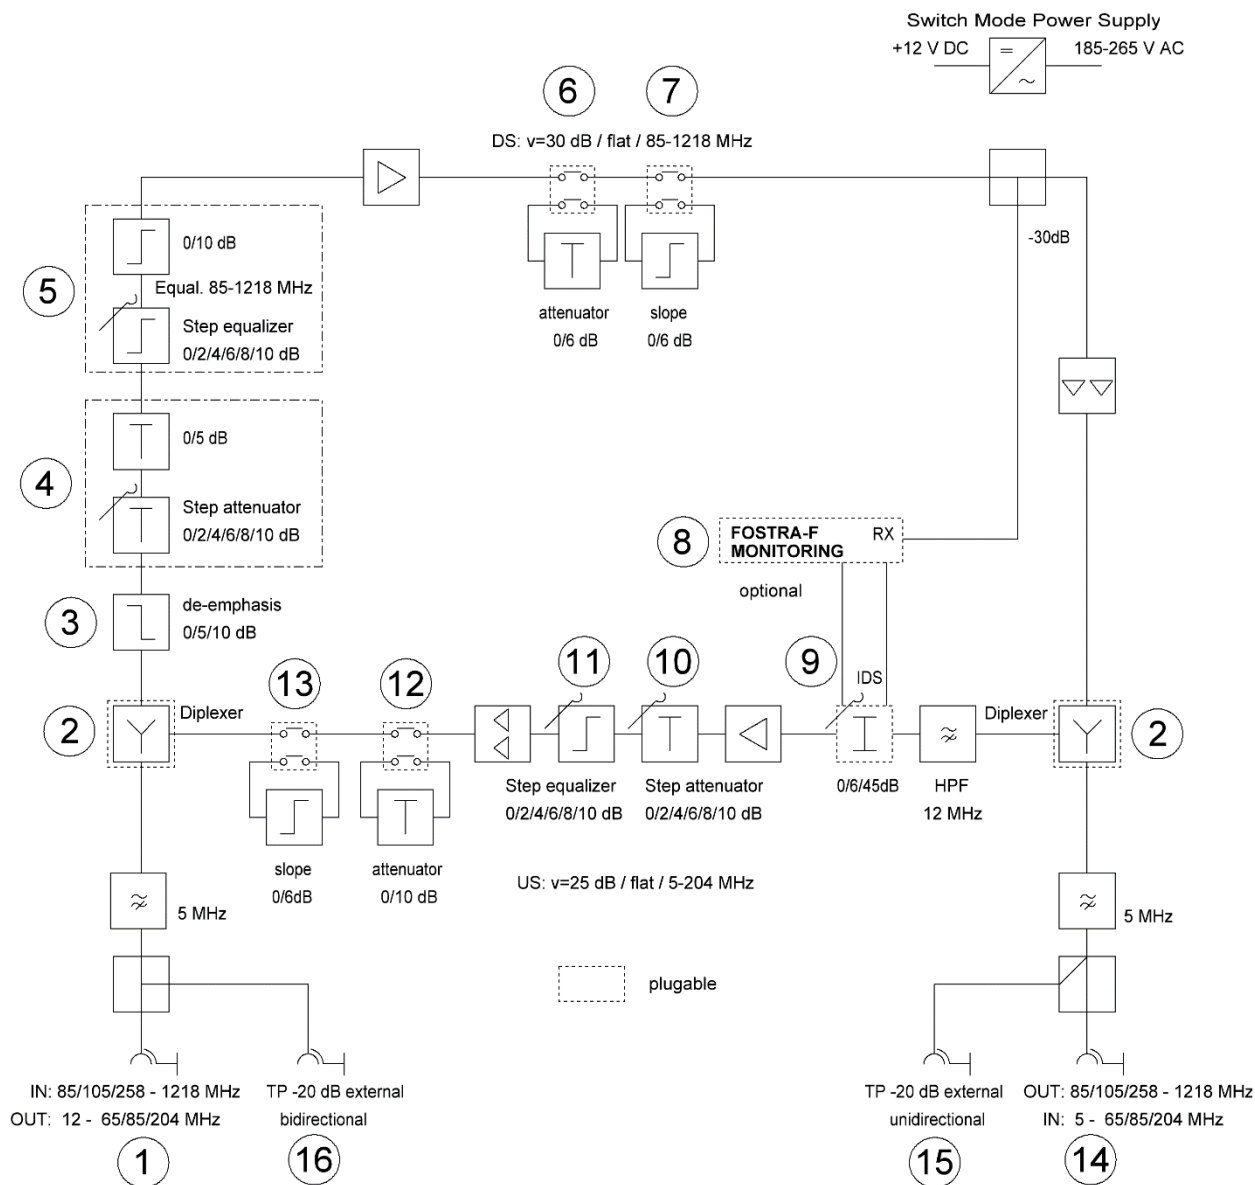 Switch Mode Power Supply
+12 V DC
185-265 V AC
6
7
DS: v=30 dB / flat / 85-1218 MHz
0/10 dB
-30dB
5
Equal. 85-1218 MHz
attenuator
0/6 dB
slope
0/6 dB
Step equalizer
0/2/4/6/8/10 dB
0/5 dB
4
Step attenuator
0/2/4/6/8/10 dB
8
FOSTRA-F
MONITORING
RX
optional
3
de-emphasis
0/5/10 dB
13
12
11
10
9
IDS
2
Diplexer
Diplexer
2
Step equalizer
0/2/4/6/8/10 dB
Step attenuator
0/2/4/6/8/10 dB
0/6/45dB
HPF
12 MHz
slope
0/6dB
attenuator
0/10 dB
US: v=25 dB / flat / 5-204 MHz
5 MHz
5 MHz
plugable
IN: 85/105/258 - 1218 MHz
OUT: 12 - 65/85/204 MHz
TP -20 dB external
bidirectional
TP -20 dB external
unidirectional
OUT: 85/105/258 - 1218 MHz
IN: 5 - 65/85/204 MHz
1
16
15
14